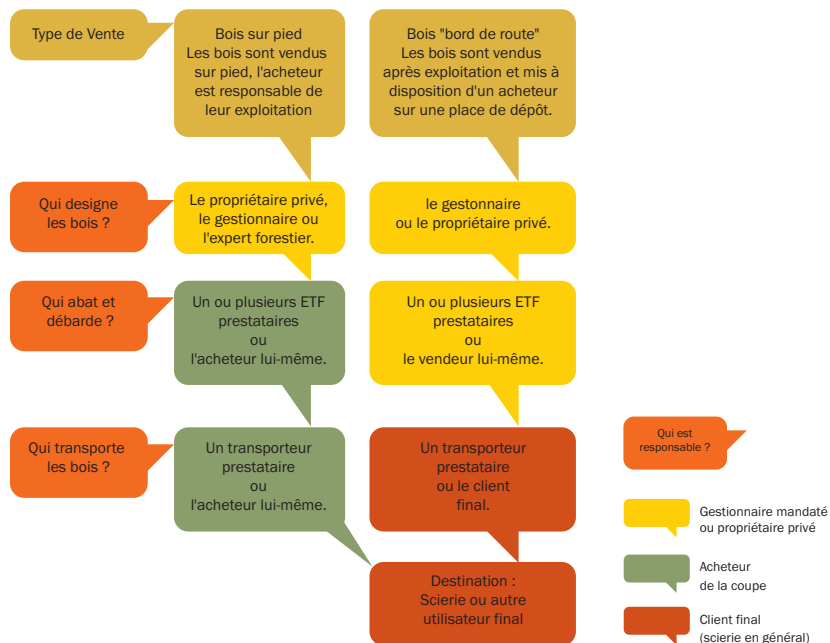 Type de Vente
Bois sur pied
Les bois sont vendus
sur pied, l'acheteur
est responsable de
leur exploitation
Bois "bord de route"
Les bois sont vendus
après exploitation et mis à
disposition d'un acheteur
sur une place de dépôt.
Qui designe
les bois ?
Le propriétaire privé,
le gestionnaire ou
l'expert forestier.
le gestonnaire
ou le propriétaire privé.
Qui abat et
débarde ?
Un ou plusieurs ETF
prestataires
ou
l'acheteur lui-même.
Un ou plusieurs ETF
prestataires
ou
le vendeur lui-même.
Qui transporte
les bois ?
Un transporteur
prestataire
ou
l'acheteur lui-même.
Un transporteur
prestataire
ou le client
final.
Destination :
Scierie ou autre
utilisateur final
Qui est
responsable ?
Gestionnaire mandaté
ou propriétaire privé
Acheteur
de la coupe
Client final
(scierie en général)